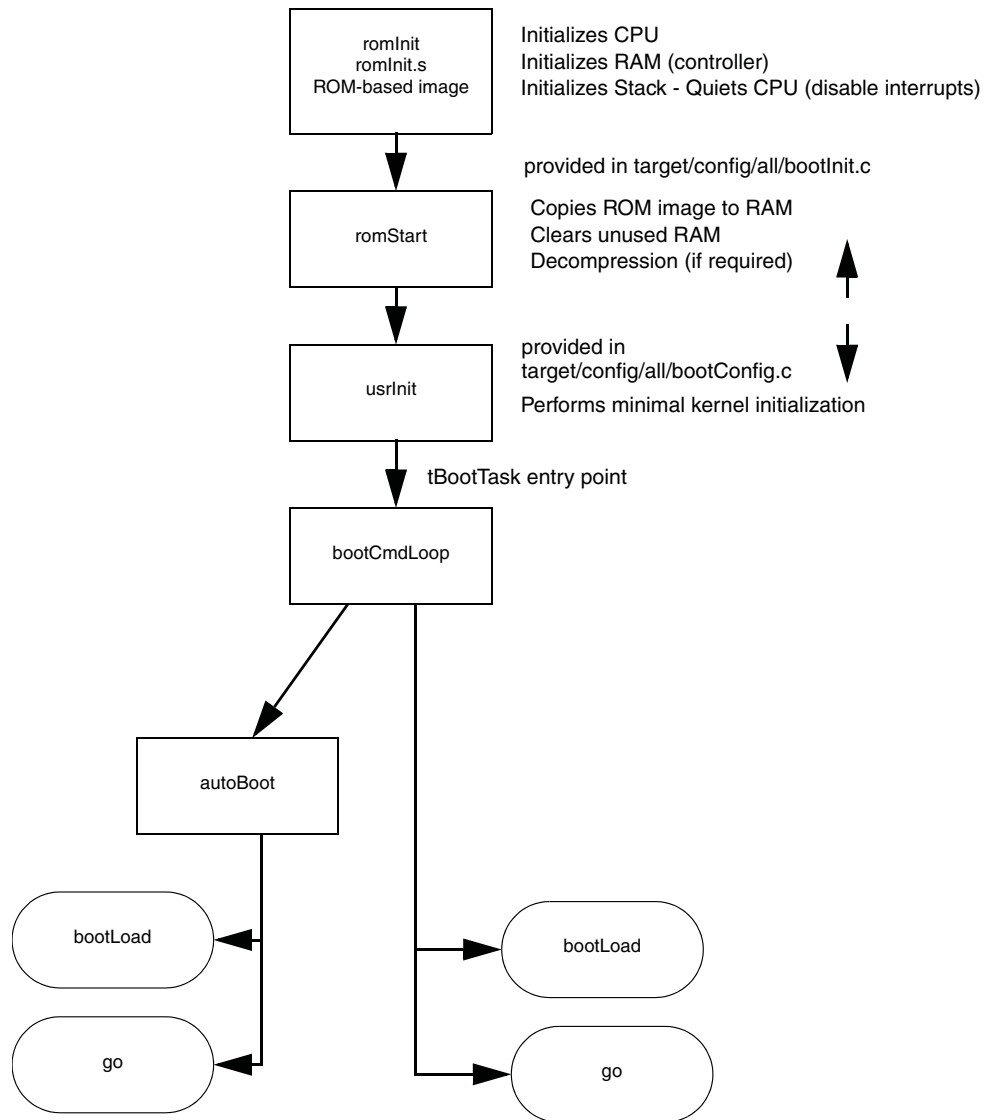 romInit
romInit.s
ROM-based image
Initializes CPU
Initializes RAM (controller)
Initializes Stack - Quiets CPU (disable interrupts)
provided in target/config/all/bootInit.c
romStart
Copies ROM image to RAM
Clears unused RAM
Decompression (if required)
usrInit
provided in
target/config/all/bootConfig.c
Performs minimal kernel initialization
tBootTask entry point
bootCmdLoop
autoBoot
bootLoad
bootLoad
go
go